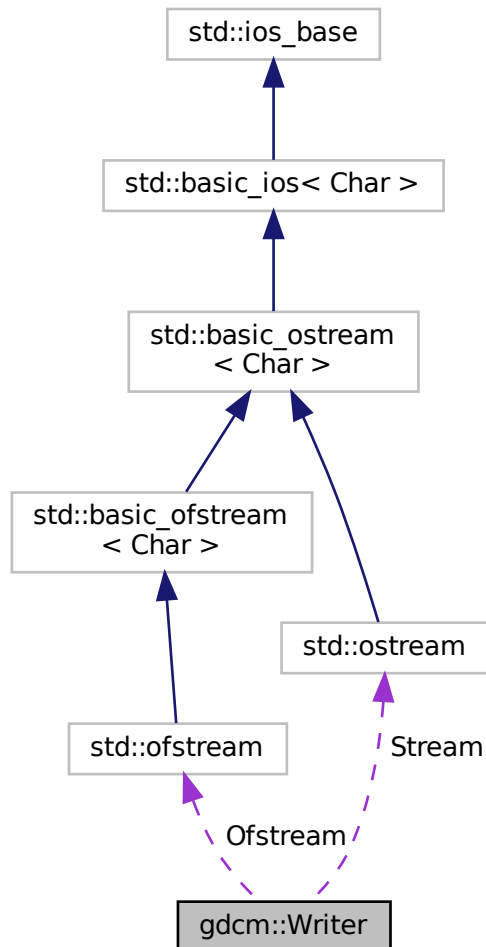 std::ios_base
std::basic_ios< Char >
std::basic_ostream
< Char >
std::basic_ofstream
< Char >
std::ostream
std::ofstream
Stream
Ofstream
gdcm::Writer